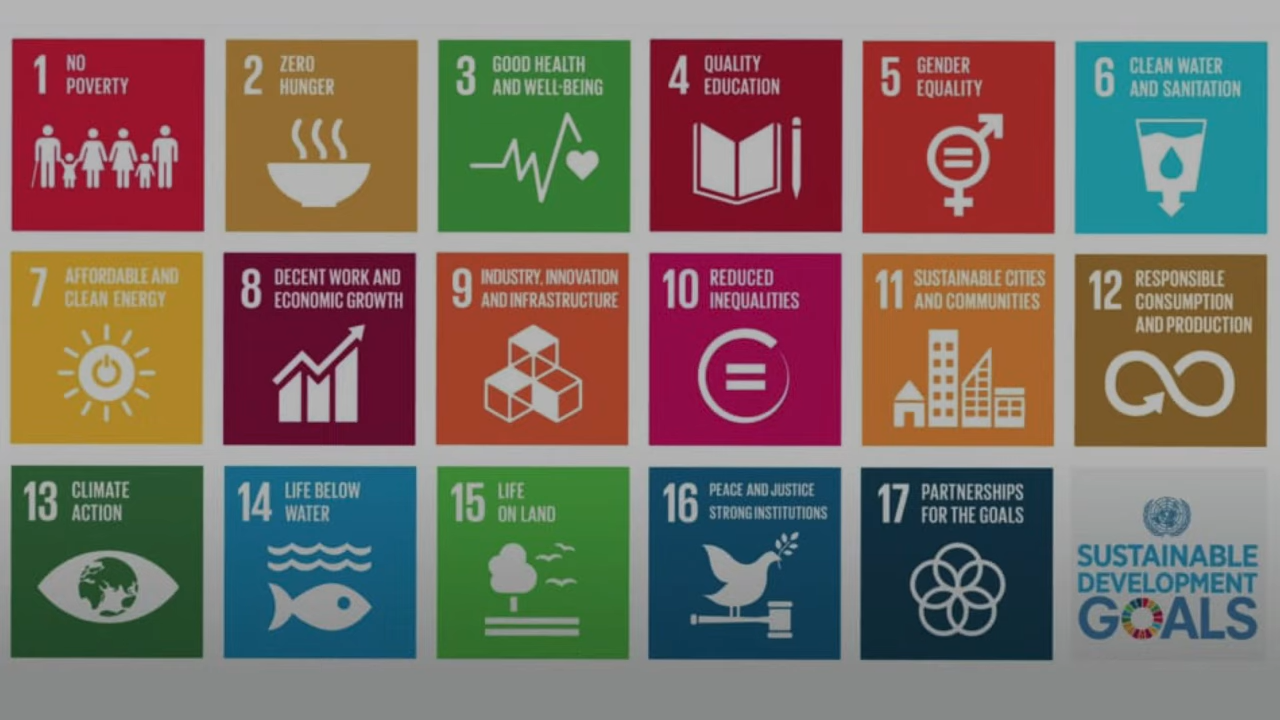 1 NO
POVERTY
2 ZERO
HUNGER
3 GOOD HEALTH
AND WELL-BEING
4 QUALITY
EDUCATION
5 GENDER
EQUALITY
6 CLEAN WATER
AND SANITATION
7 AFFORDABLE AND
CLEAN ENERGY
8 DECENT WORK AND
ECONOMIC GROWTH
9 INDUSTRY, INNOVATION
AND INFRASTRUCTURE
10 REDUCED
INEQUALITIES
11 SUSTAINABLE CITIES
AND COMMUNITIES
12 RESPONSIBLE
CONSUMPTION
AND PRODUCTION
13 CLIMATE
ACTION
14 LIFE BELOW
WATER
15 LIFE
ON LAND
16 PEACE AND JUSTICE
STRONG INSTITUTIONS
17 PARTNERSHIPS
FOR THE GOALS
SUSTAINABLE
DEVELOPMENT
GOALS